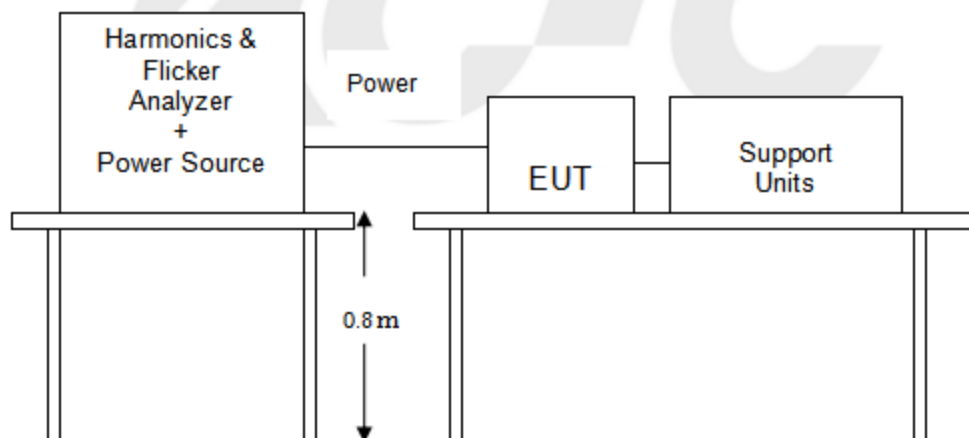 Harmonics &
Flicker
Analyzer
+
Power Source
Power
EUT
Support
Units
0.8 m